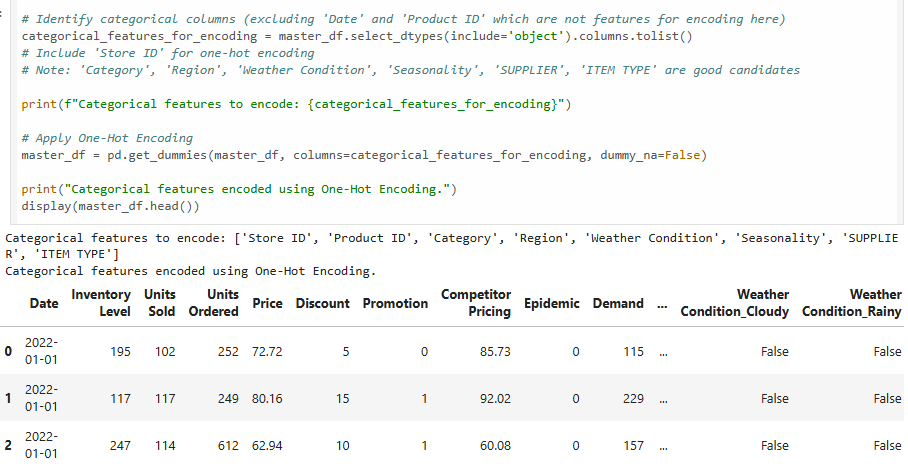 # Identify categorical columns (excluding 'Date' and 'Product ID' which are not features for encoding here)
categorical_features_for_encoding = master_df.select_dtypes(include='object').columns.tolist()
# Include 'Store ID' for one-hot encoding
# Note: 'Category', 'Region', 'Weather Condition', 'Seasonality', 'SUPPLIER', 'ITEM TYPE' are good candidates
print(f"Categorical features to encode: {categorical_features_for_encoding}")
# Apply One-Hot Encoding
master_df = pd.get_dummies(master_df, columns=categorical_features_for_encoding, dummy_na=False)
print("Categorical features encoded using One-Hot Encoding.")
display(master_df.head())
Categorical features to encode: ['Store ID', 'Product ID', 'Category', 'Region', 'Weather Condition', 'Seasonality', 'SUPPLIE
R', 'ITEM TYPE']
Categorical features encoded using One-Hot Encoding.
Date Inventory Level Units Sold Units Ordered Price Discount Promotion Competitor Pricing Epidemic Demand ... Weather Condition_Cloudy Weather Condition_Rainy
0 2022-01-01 195 102 252 72.72 5 0 85.73 0 115 ... False False
1 2022-01-01 117 117 249 80.16 15 1 92.02 0 229 ... False False
2 2022-01-01 247 114 612 62.94 10 1 60.08 0 157 ... False False